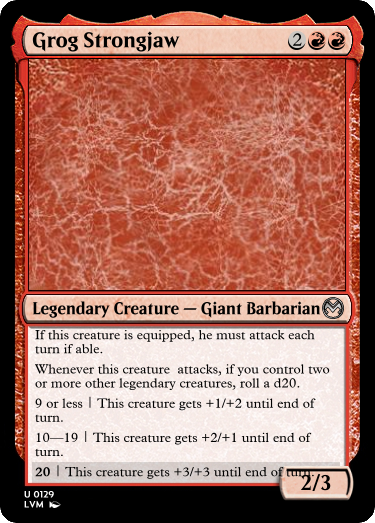 Grog Strongjaw 2
Legendary Creature — Giant Barbarian
If this creature is equipped, he must attack each
turn if able.
Whenever this creature  attacks, if you control two
or more other legendary creatures, roll a d20.
9 or less | This creature gets +1/+2 until end of
turn.
10—19 | This creature gets +2/+1 until end of
turn.
20 | This creature gets +3/+3 until end of turn.
2/3
U 0129
LVM